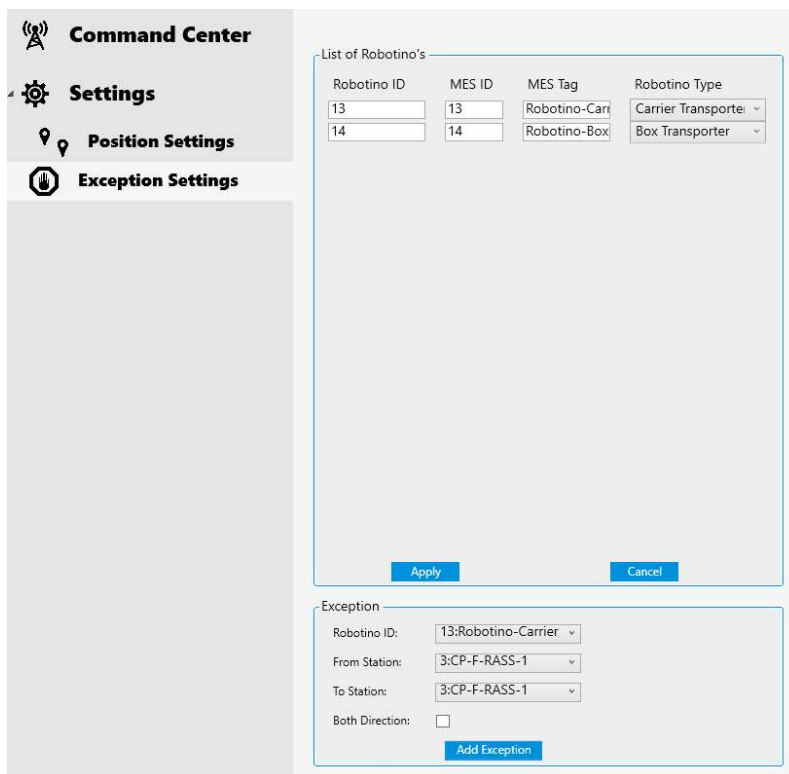 Command Center
Settings
Position Settings
Exception Settings
List of Robotino's
Robotino ID MES ID MES Tag Robotino Type
13 13 Robotino-Carr Carrier Transporte
14 14 Robotino-Box Box Transporter
Apply Cancel
Exception
Robotino ID: 13:Robotino-Carrier
From Station: 3:CP-F-RASS-1
To Station: 3:CP-F-RASS-1
Both Direction:
Add Exception